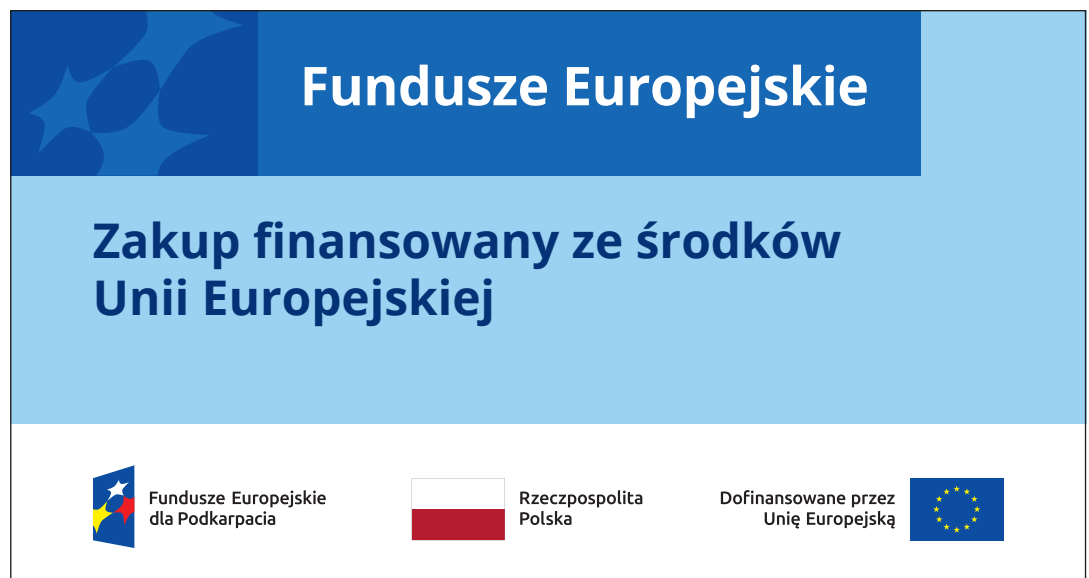 Fundusze Europejskie
Zakup finansowany ze środków
Unii Europejskiej
Fundusze Europejskie
dla Podkarpacia
Rzeczpospolita
Polska
Dofinansowane przez
Unię Europejską